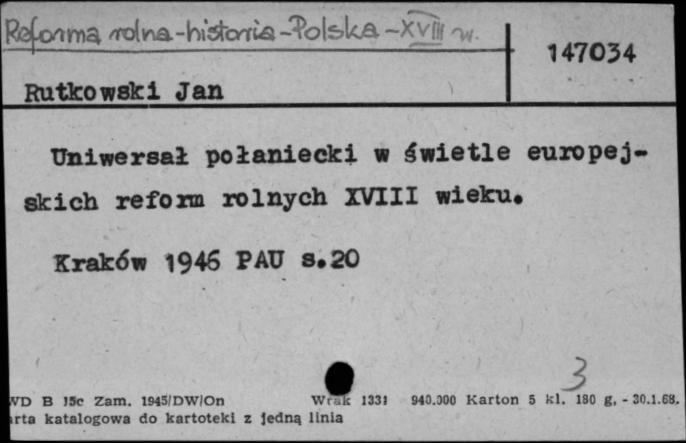 Reforma rolna-historia-Polska-XVIII w.
147034
Rutkowski Jan
Uniwersał połaniecki w świetle europej-
skich reform rolnych XVIII wieku.
Kraków 1946 PAU s.20
3
WD B 15c Zam. 1945/DW/On Wrak 1331 940.000 Karton 5 kl. 180 g, - 30.1.68.
arta katalogowa do kartoteki z jedną linia